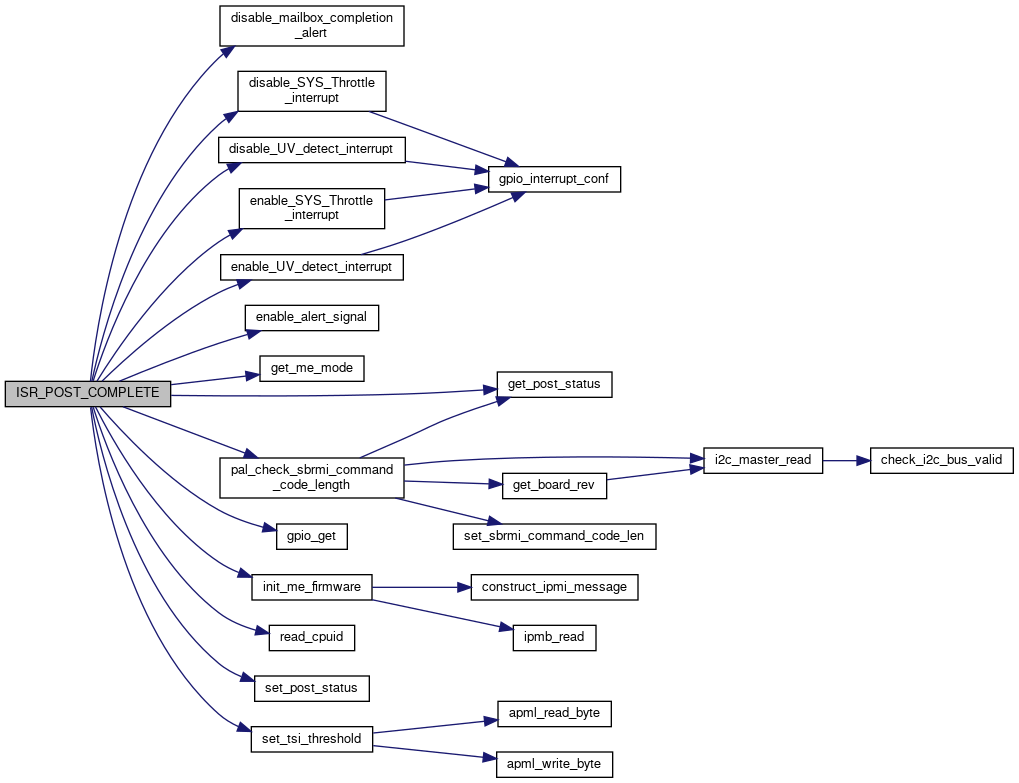 disable_mailbox_completion
_alert
disable_SYS_Throttle
_interrupt
disable_UV_detect_interrupt
gpio_interrupt_conf
enable_SYS_Throttle
_interrupt
enable_UV_detect_interrupt
enable_alert_signal
get_me_mode
ISR_POST_COMPLETE
get_post_status
pal_check_sbrmi_command
_code_length
i2c_master_read
check_i2c_bus_valid
get_board_rev
set_sbrmi_command_code_len
gpio_get
init_me_firmware
construct_ipmi_message
read_cpuid
ipmb_read
set_post_status
set_tsi_threshold
apml_read_byte
apml_write_byte